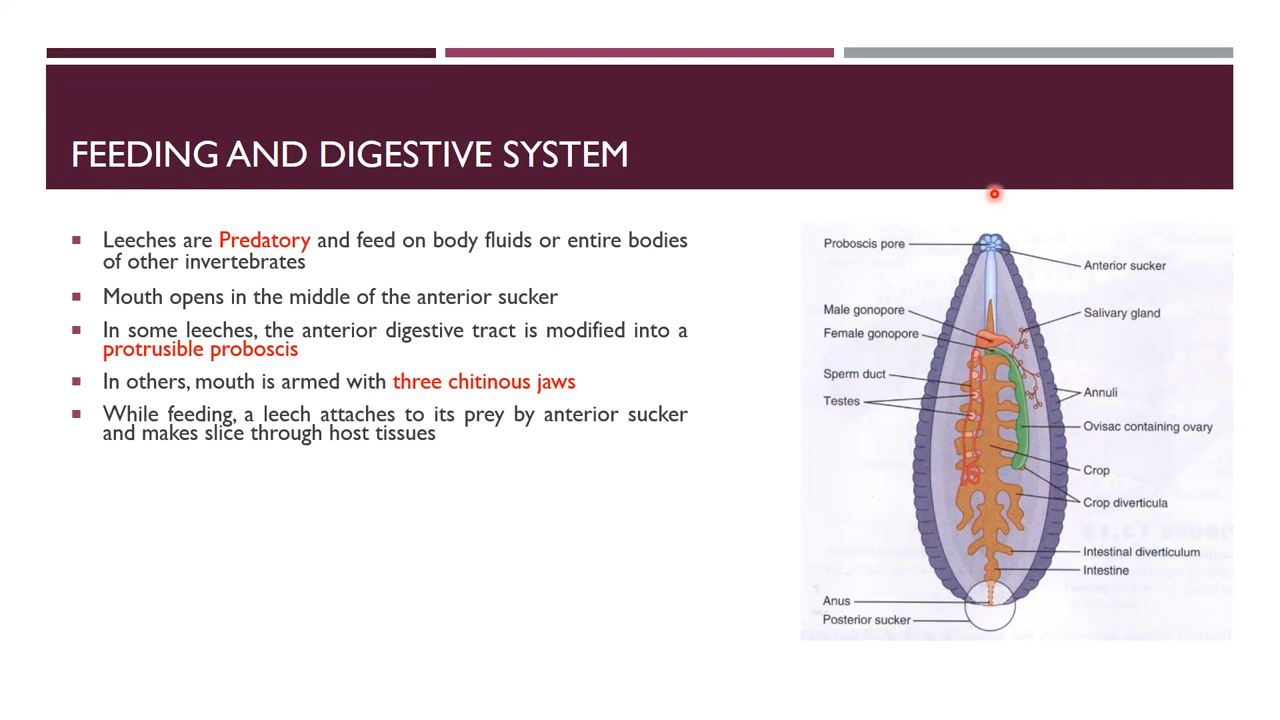 FEEDING AND DIGESTIVE SYSTEM
Leeches are Predatory and feed on body fluids or entire bodies
of other invertebrates
Mouth opens in the middle of the anterior sucker
In some leeches, the anterior digestive tract is modified into a
protrusible proboscis
In others, mouth is armed with three chitinous jaws
While feeding, a leech attaches to its prey by anterior sucker
and makes slice through host tissues
Proboscis pore
Anterior sucker
Male gonopore
Salivary gland
Female gonopore
Sperm duct
Annuli
Testes
Ovisac containing ovary
Crop
Crop diverticula
Intestinal diverticulum
Intestine
Anus
Posterior sucker